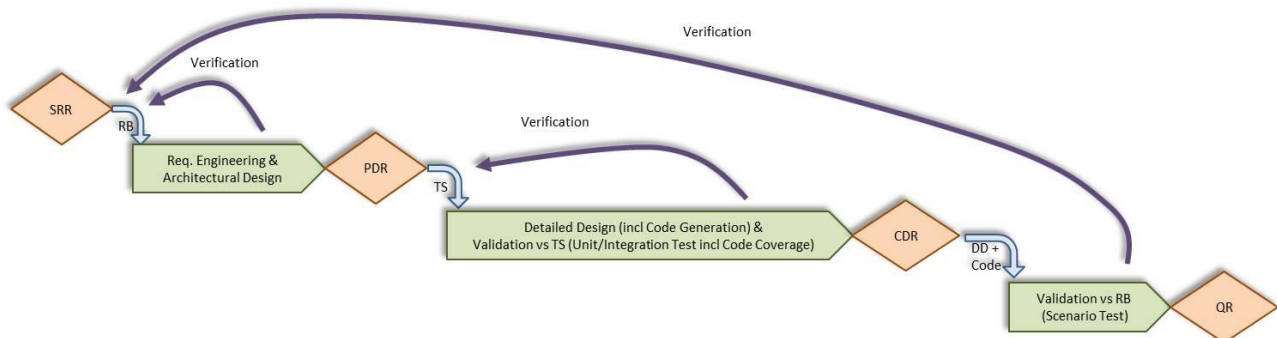 Verification
Verification
SRR
RB
Req. Engineering &
Architectural Design
Verification
PDR
TS
Detailed Design (incl Code Generation) &
Validation vs TS (Unit/Integration Test incl Code Coverage)
CDR
DD +
Code
Validation vs RB
(Scenario Test)
QR